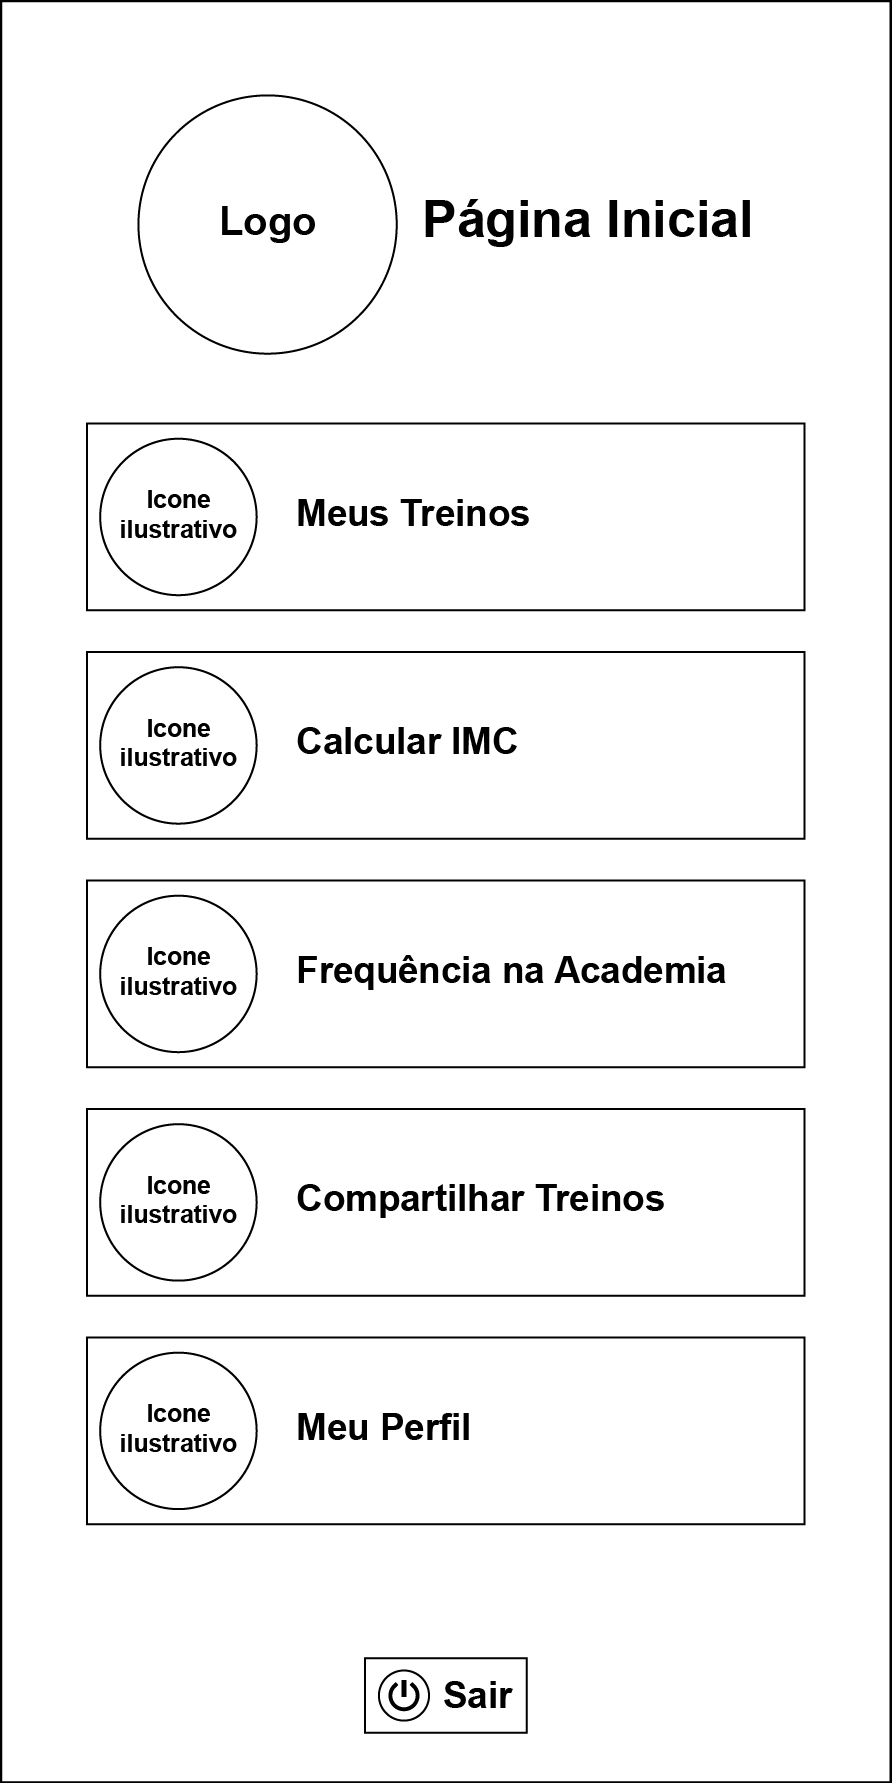 Logo
Página Inicial
Icone
ilustrativo
Meus Treinos
Icone
ilustrativo
Calcular IMC
Icone
ilustrativo
Frequência na Academia
Icone
ilustrativo
Compartilhar Treinos
Icone
ilustrativo
Meu Perfil
Sair